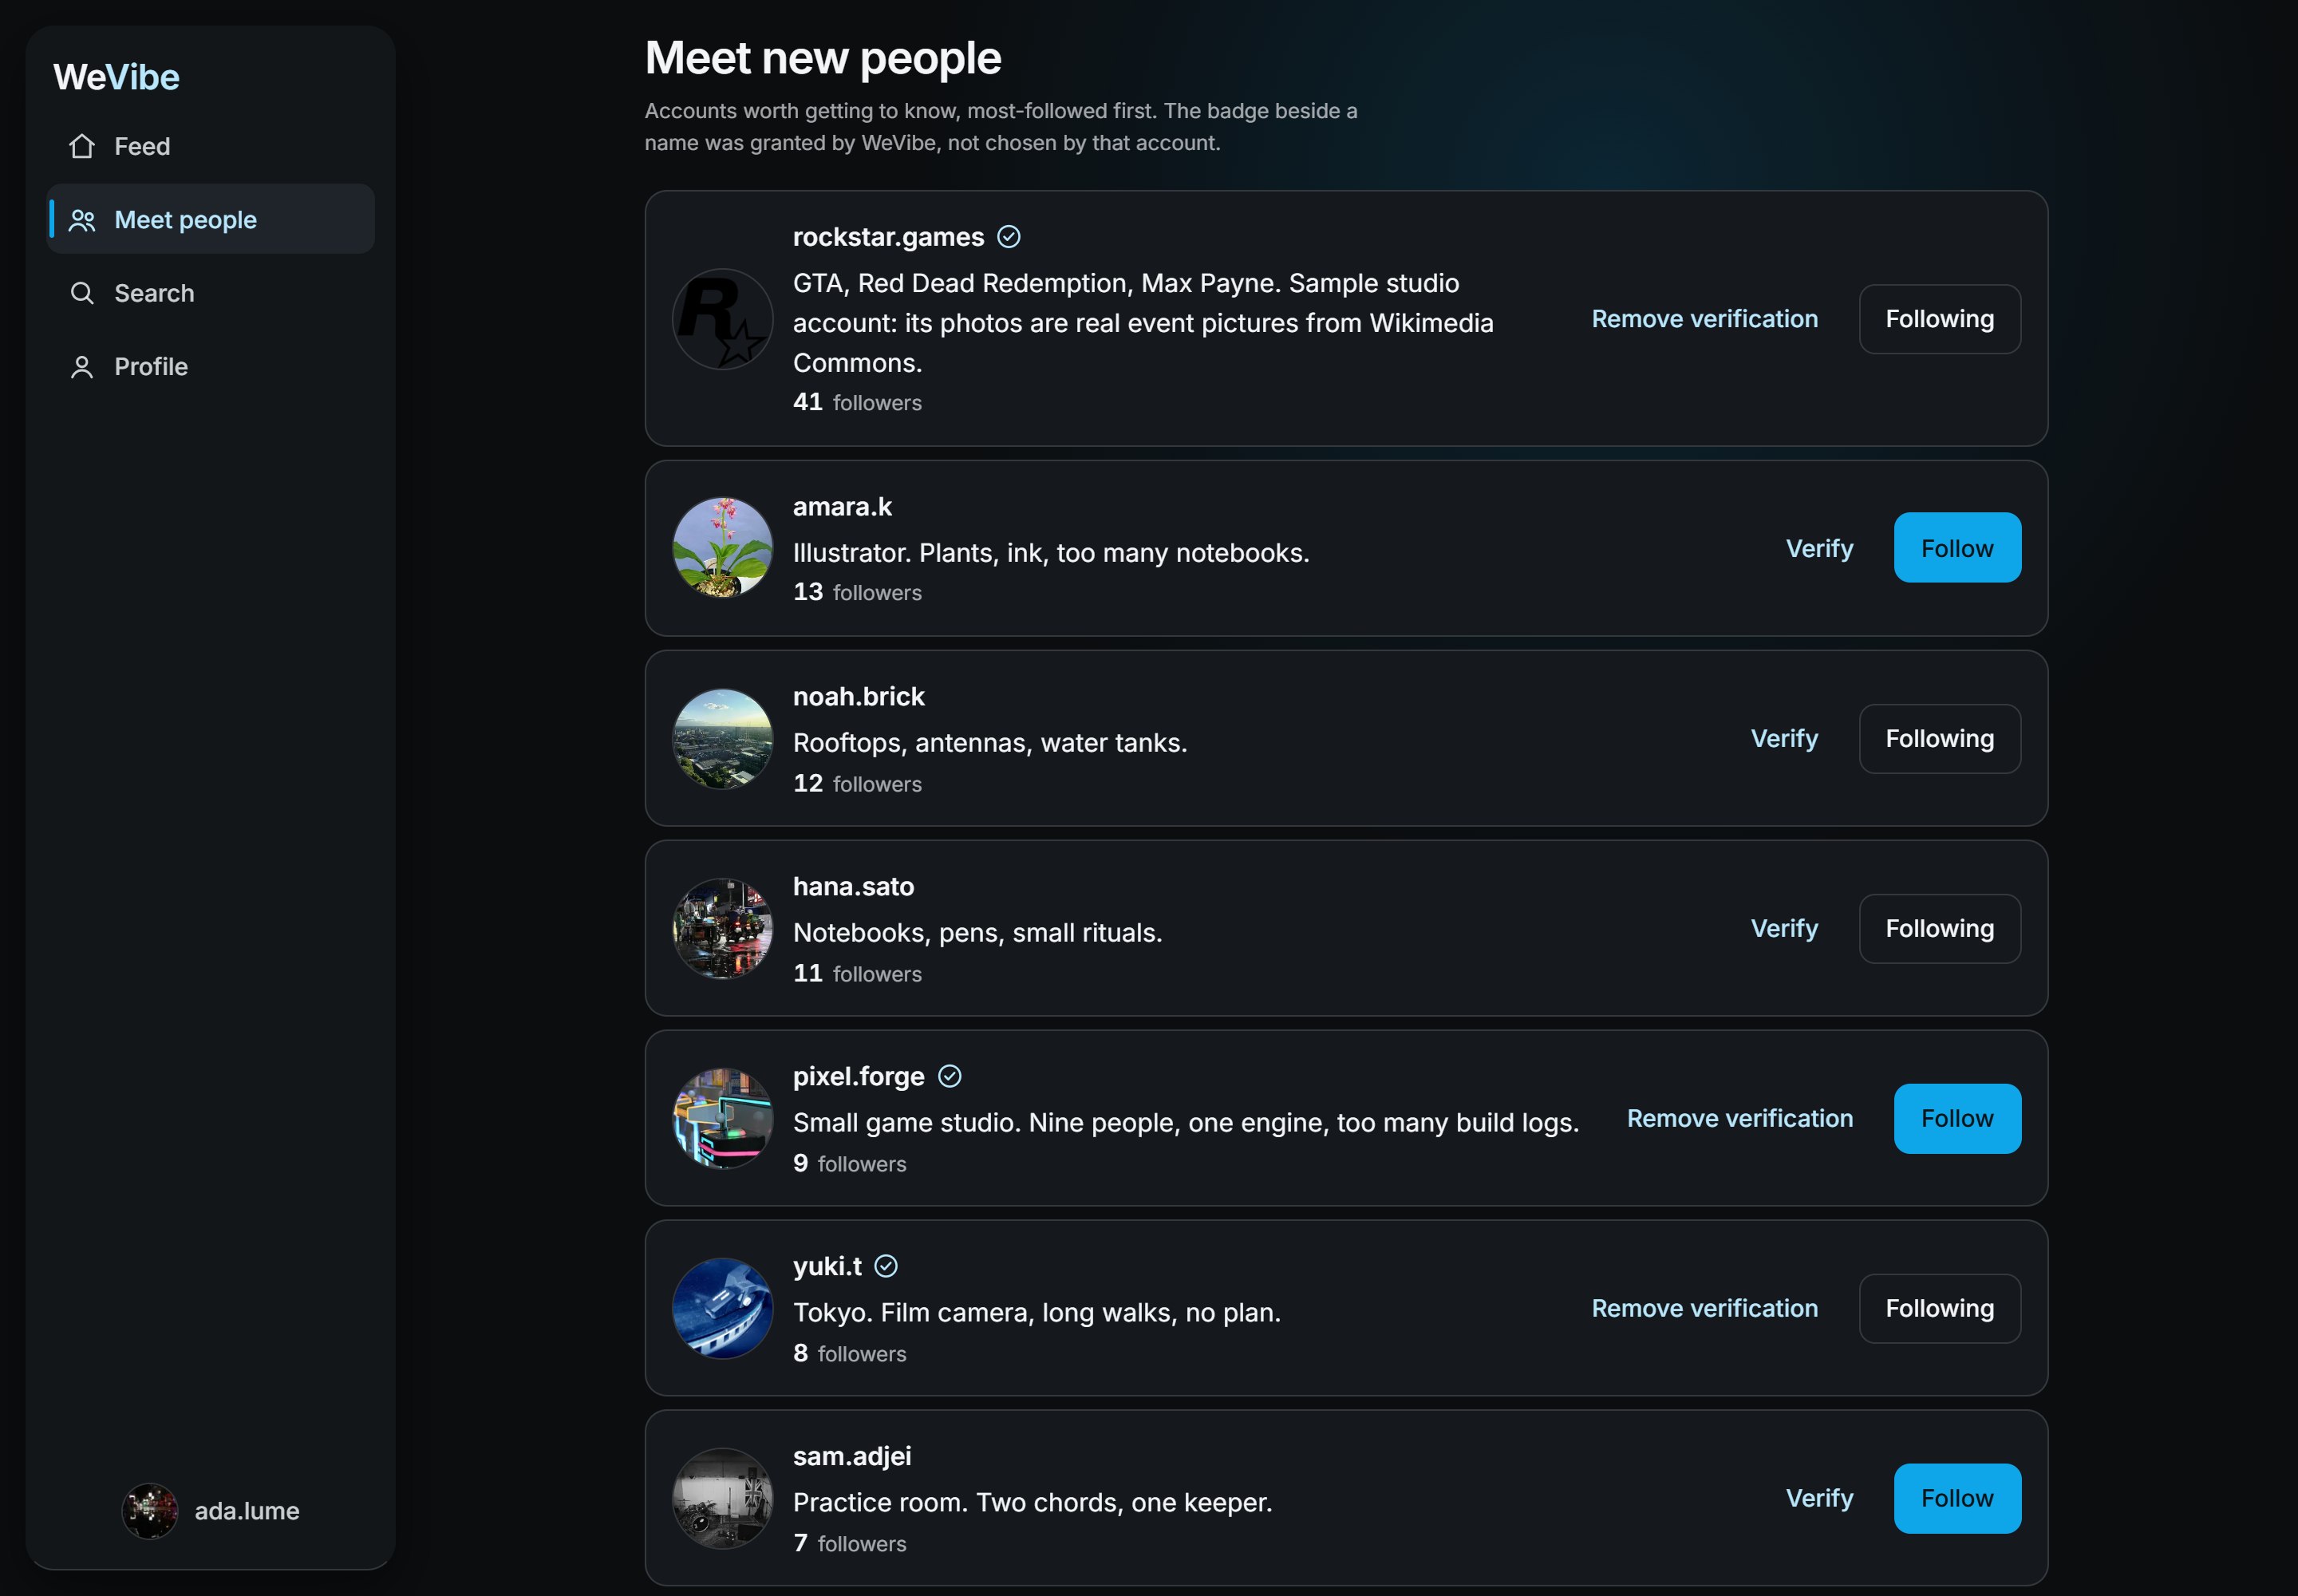 WeVibe
Feed
Meet people
Search
Profile
ada.lume
Meet new people
Accounts worth getting to know, most-followed first. The badge beside a
name was granted by WeVibe, not chosen by that account.
rockstar.games
GTA, Red Dead Redemption, Max Payne. Sample studio
account: its photos are real event pictures from Wikimedia
Commons.
41 followers
Remove verification
Following
R
amara.k
Illustrator. Plants, ink, too many notebooks.
13 followers
Verify
Follow
noah.brick
Rooftops, antennas, water tanks.
12 followers
Verify
Following
hana.sato
Notebooks, pens, small rituals.
11 followers
Verify
Following
pixel.forge
Small game studio. Nine people, one engine, too many build logs.
9 followers
Remove verification
Follow
yuki.t
Tokyo. Film camera, long walks, no plan.
8 followers
Remove verification
Following
sam.adjei
Practice room. Two chords, one keeper.
7 followers
Verify
Follow